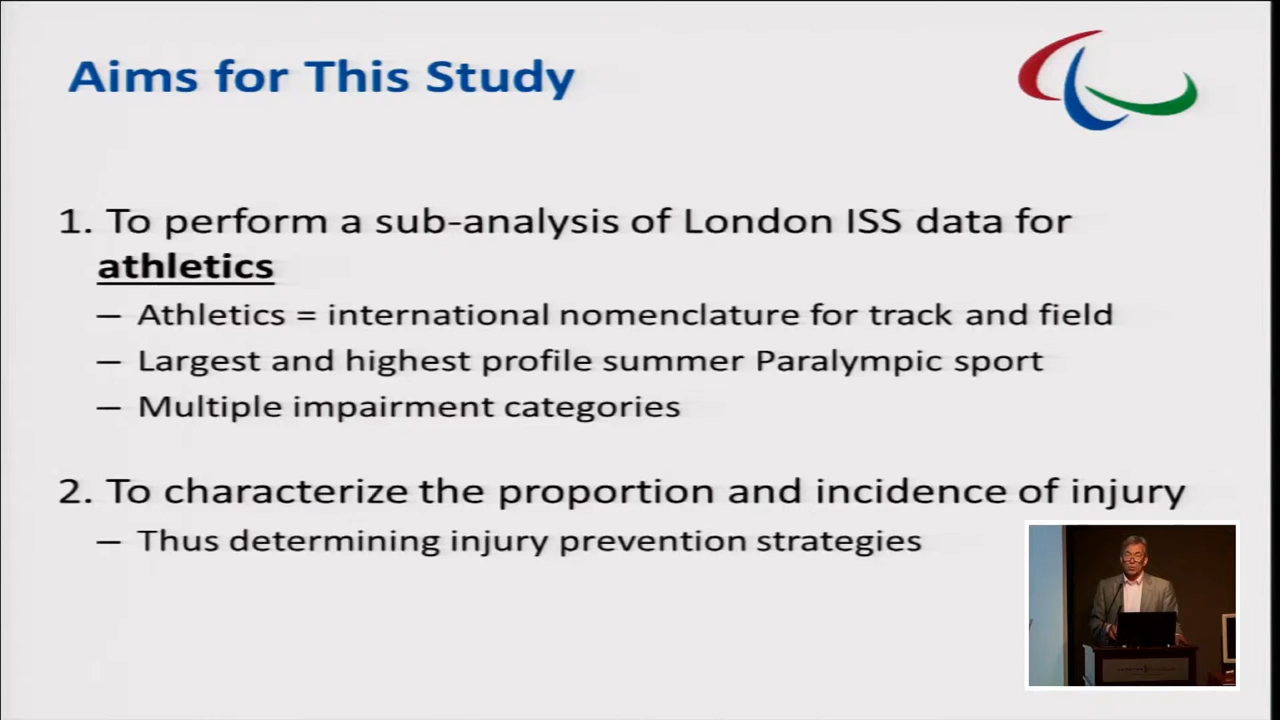 Aims for This Study
1. To perform a sub-analysis of London ISS data for
athletics
– Athletics = international nomenclature for track and field
– Largest and highest profile summer Paralympic sport
– Multiple impairment categories
2. To characterize the proportion and incidence of injury
– Thus determining injury prevention strategies